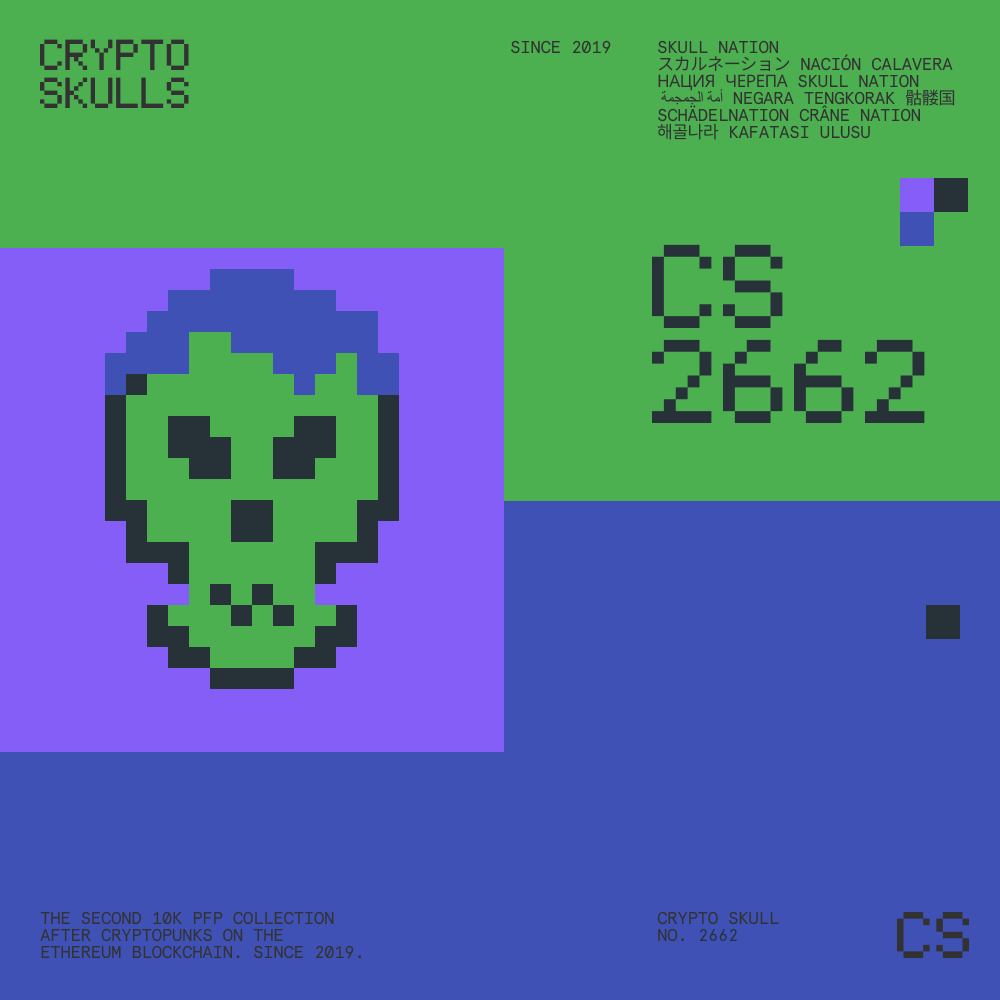 CRYPTO
SKULLS
SINCE 2019
SKULL NATION
スカルネーション NACIÓN CALAVERA
НАЦИЯ ЧЕРЕПА SKULL NATION
أمة الجمجمة NEGARA TENGKORAK 骷髅国
SCHÄDELNATION CRÂNE NATION
해골나라 KAFATASI ULUSU
CS
2662
THE SECOND 10K PFP COLLECTION
AFTER CRYPTOPUNKS ON THE
ETHEREUM BLOCKCHAIN. SINCE 2019.
CRYPTO SKULL
NO. 2662
CS